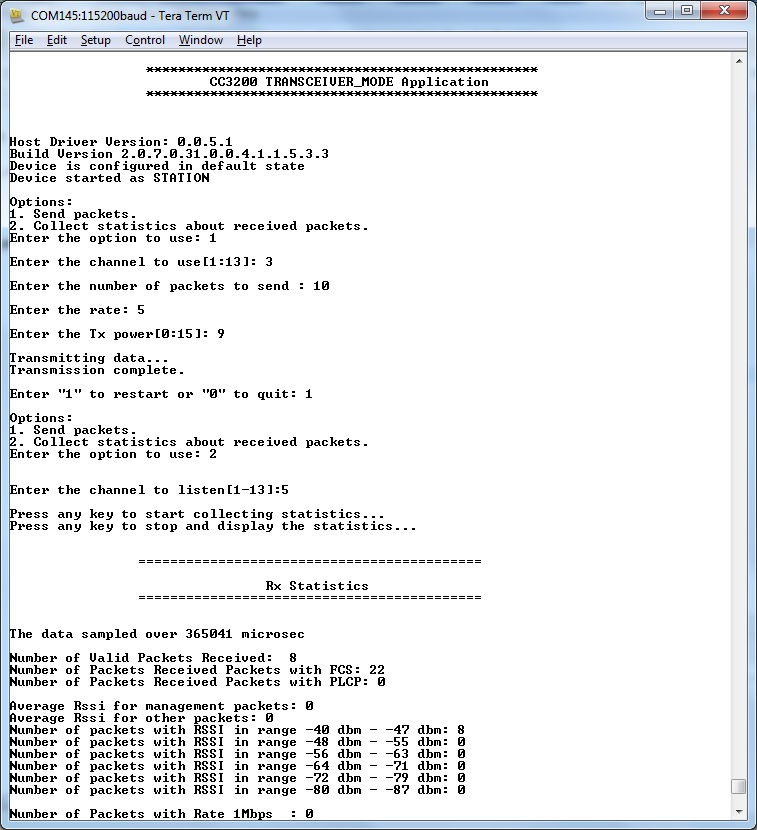 COM145:115200baud - Tera Term VT
File Edit Setup Control Window Help
*************************************************
CC3200 TRANSCEIVER_MODE Application
*************************************************
Host Driver Version: 0.0.5.1
Build Version 2.0.7.0.31.0.0.4.1.1.5.3.3
Device is configured in default state
Device started as STATION
Options:
1. Send packets.
2. Collect statistics about received packets.
Enter the option to use: 1
Enter the channel to use[1:13]: 3
Enter the number of packets to send : 10
Enter the rate: 5
Enter the Tx power[0:15]: 9
Transmitting data...
Transmission complete.
Enter "1" to restart or "0" to quit: 1
Options:
1. Send packets.
2. Collect statistics about received packets.
Enter the option to use: 2
Enter the channel to listen[1-13]:5
Press any key to start collecting statistics...
Press any key to stop and display the statistics...
===========================================
Rx Statistics
===========================================
The data sampled over 365041 microsec
Number of Valid Packets Received:  8
Number of Packets Received Packets with FCS: 22
Number of Packets Received Packets with PLCP: 0
Average Rssi for management packets: 0
Average Rssi for other packets: 0
Number of packets with RSSI in range -40 dbm - -47 dbm: 8
Number of packets with RSSI in range -48 dbm - -55 dbm: 0
Number of packets with RSSI in range -56 dbm - -63 dbm: 0
Number of packets with RSSI in range -64 dbm - -71 dbm: 0
Number of packets with RSSI in range -72 dbm - -79 dbm: 0
Number of packets with RSSI in range -80 dbm - -87 dbm: 0
Number of Packets with Rate 1Mbps  : 0